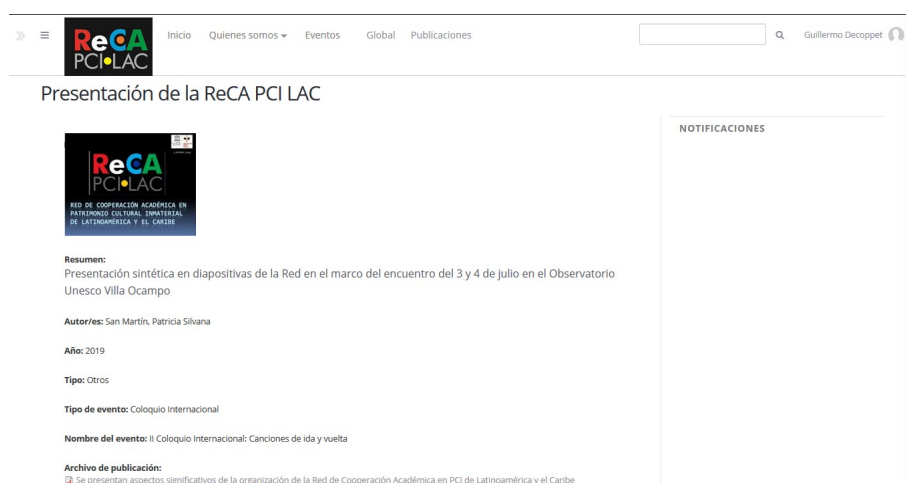 ReCA
PCI LAC
Inicio
Quienes somos
Eventos
Global
Publicaciones
Guillermo Decoppet
Presentación de la ReCA PCI LAC
NOTIFICACIONES
ReCA
PCI LAC
RED DE COOPERACIÓN ACADÉMICA EN
PATRIMONIO CULTURAL INMATERIAL
DE LATINOAMÉRICA Y EL CARIBE
Resumen:
Presentación sintética en diapositivas de la Red en el marco del encuentro del 3 y 4 de julio en el Observatorio
Unesco Villa Ocampo
Autor/es: San Martín, Patricia Silvana
Año: 2019
Tipo: Otros
Tipo de evento: Coloquio Internacional
Nombre del evento: II Coloquio Internacional: Canciones de ida y vuelta
Archivo de publicación:
Se presentan aspectos significativos de la organización de la Red de Cooperación Académica en PCI de Latinoamérica y el Caribe